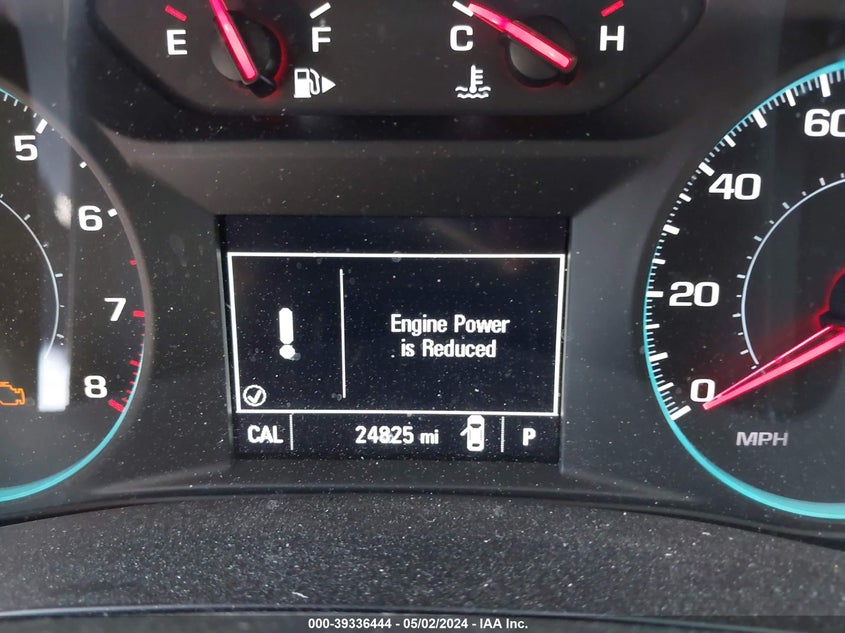 E F C H
5
6
7
8
60
40
20
0
MPH
Engine Power
is Reduced
CAL 24825 mi P
000-39336444 - 05/02/2024 - IAA Inc.